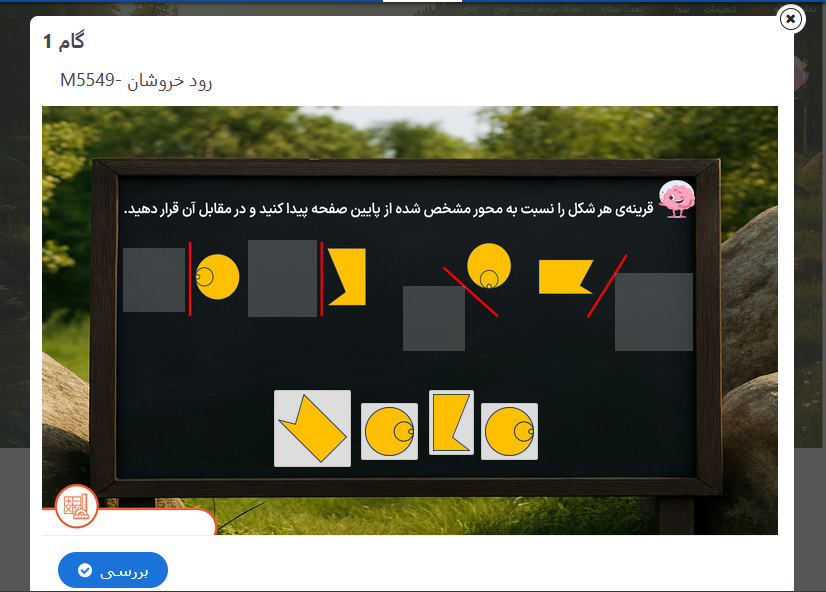 گام 1
رود خروشان -M5549
قرینه‌ی هر شکل را نسبت به محور مشخص شده از پایین صفحه پیدا کنید و در مقابل آن قرار دهید.
بررسی